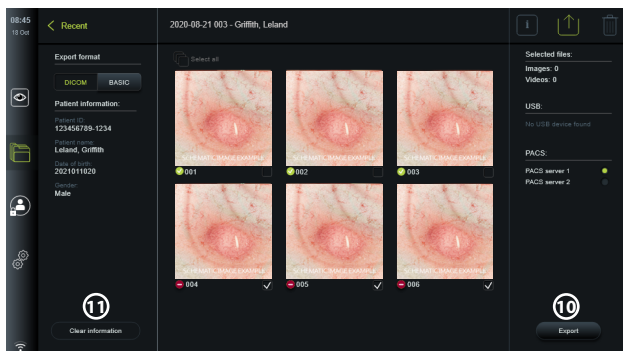 08:45
18 Oct
Recent
2020-08-21 003 - Griffith, Leland
i
Export format
DICOM
BASIC
Patient information:
Patient ID:
123456789-1234
Patient name:
Leland, Griffith
Date of birth:
2021011020
Gender
Male
11
Clear information
Select all
SCHEMATIC IMAGE EXAMPLE
SCHEMATIC IMAGE EXAMPLE
SCHEMATIC IMAGE EXAMPLE
001
002
003
SCHEMATIC IMAGE EXAMPLE
SCHEMATIC IMAGE EXAMPLE
SCHEMATIC IMAGE EXAMPLE
004
005
006
Selected files:
Images: 0
Videos: 0
USB:
No USB device found
PACS:
PACS server 1
PACS server 2
10
Export